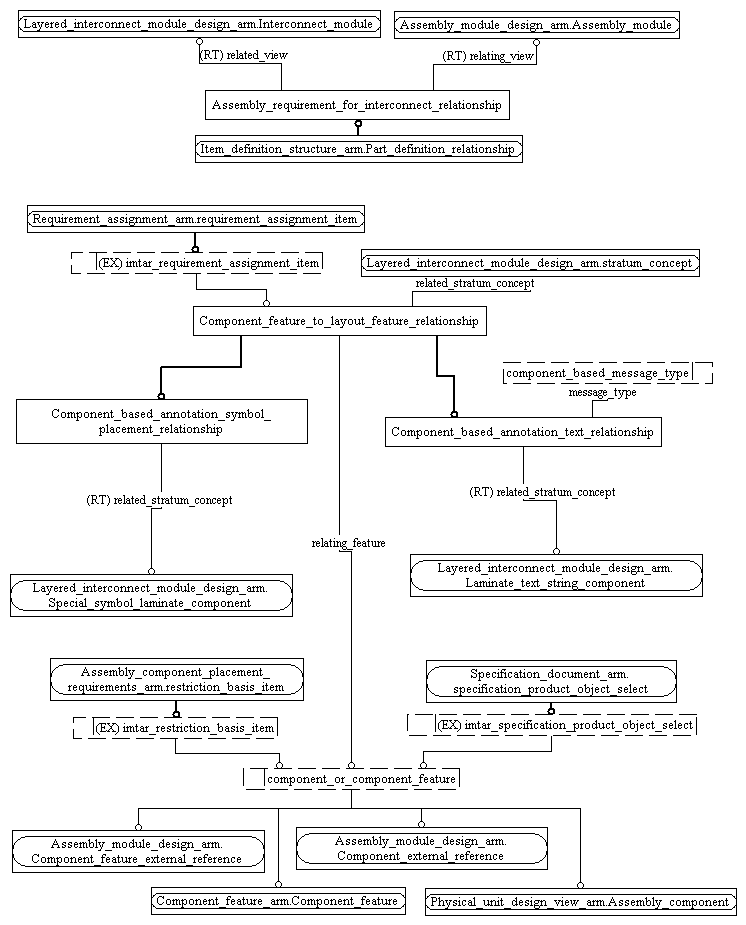 Layered_interconnect_module_design_arm.Interconnect_module
Assembly_module_design_arm.Assembly_module
(RT) related_view
(RT) relating_view
Assembly_requirement_for_interconnect_relationship
Item_definition_structure_arm.Part_definition_relationship
Requirement_assignment_arm.requirement_assignment_item
(EX) imtar_requirement_assignment_item
Layered_interconnect_module_design_arm.stratum_concept
related_stratum_concept
Component_feature_to_layout_feature_relationship
component_based_message_type
message_type
Component_based_annotation_symbol_
placement_relationship
Component_based_annotation_text_relationship
(RT) related_stratum_concept
(RT) related_stratum_concept
relating_feature
Layered_interconnect_module_design_arm.
Laminate_text_string_component
Layered_interconnect_module_design_arm.
Special_symbol_laminate_component
Assembly_component_placement_
requirements_arm.restriction_basis_item
Specification_document_arm.
specification_product_object_select
(EX) imtar_restriction_basis_item
(EX) imtar_specification_product_object_select
component_or_component_feature
Assembly_module_design_arm.
Component_feature_external_reference
Assembly_module_design_arm.
Component_external_reference
Component_feature_arm.Component_feature
Physical_unit_design_view_arm.Assembly_component